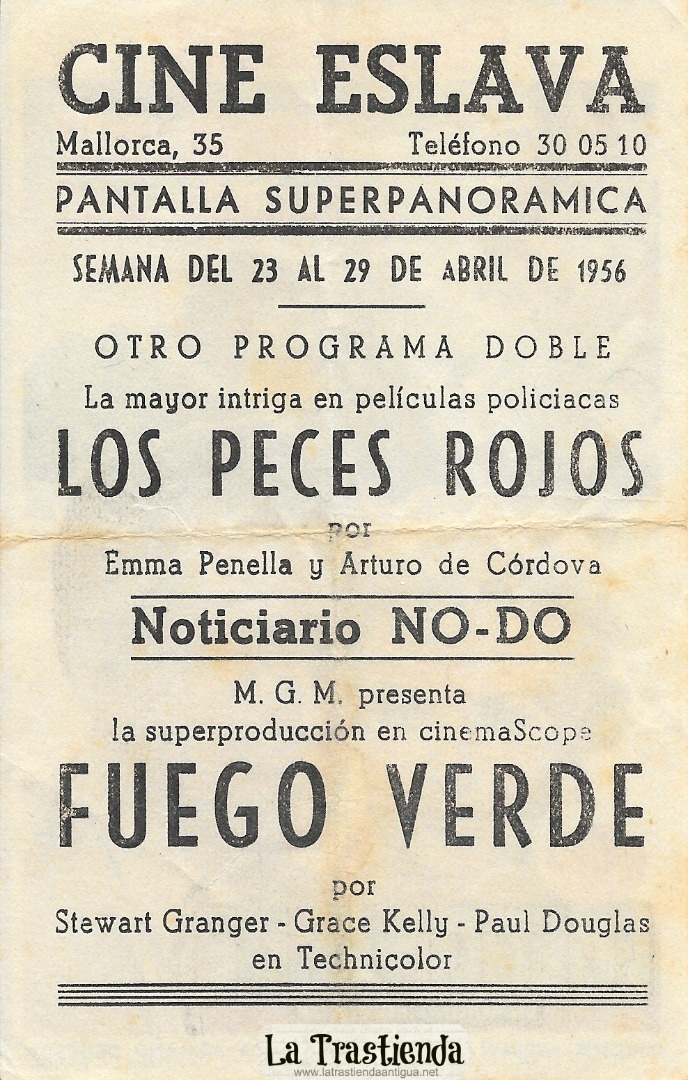 CINE ESLAVA
Mallorca, 35 Teléfono 30 05 10
PANTALLA SUPERPANORAMICA
SEMANA DEL 23 AL 29 DE ABRIL DE 1956
OTRO PROGRAMA DOBLE
La mayor intriga en películas policiacas
LOS PECES ROJOS
por
Emma Penella y Arturo de Córdova
Noticiario NO-DO
M. G. M. presenta
la superproducción en cinemaScope
FUEGO VERDE
por
Stewart Granger - Grace Kelly - Paul Douglas
en Technicolor
La Trastienda
www.latrastiendaantigua.net